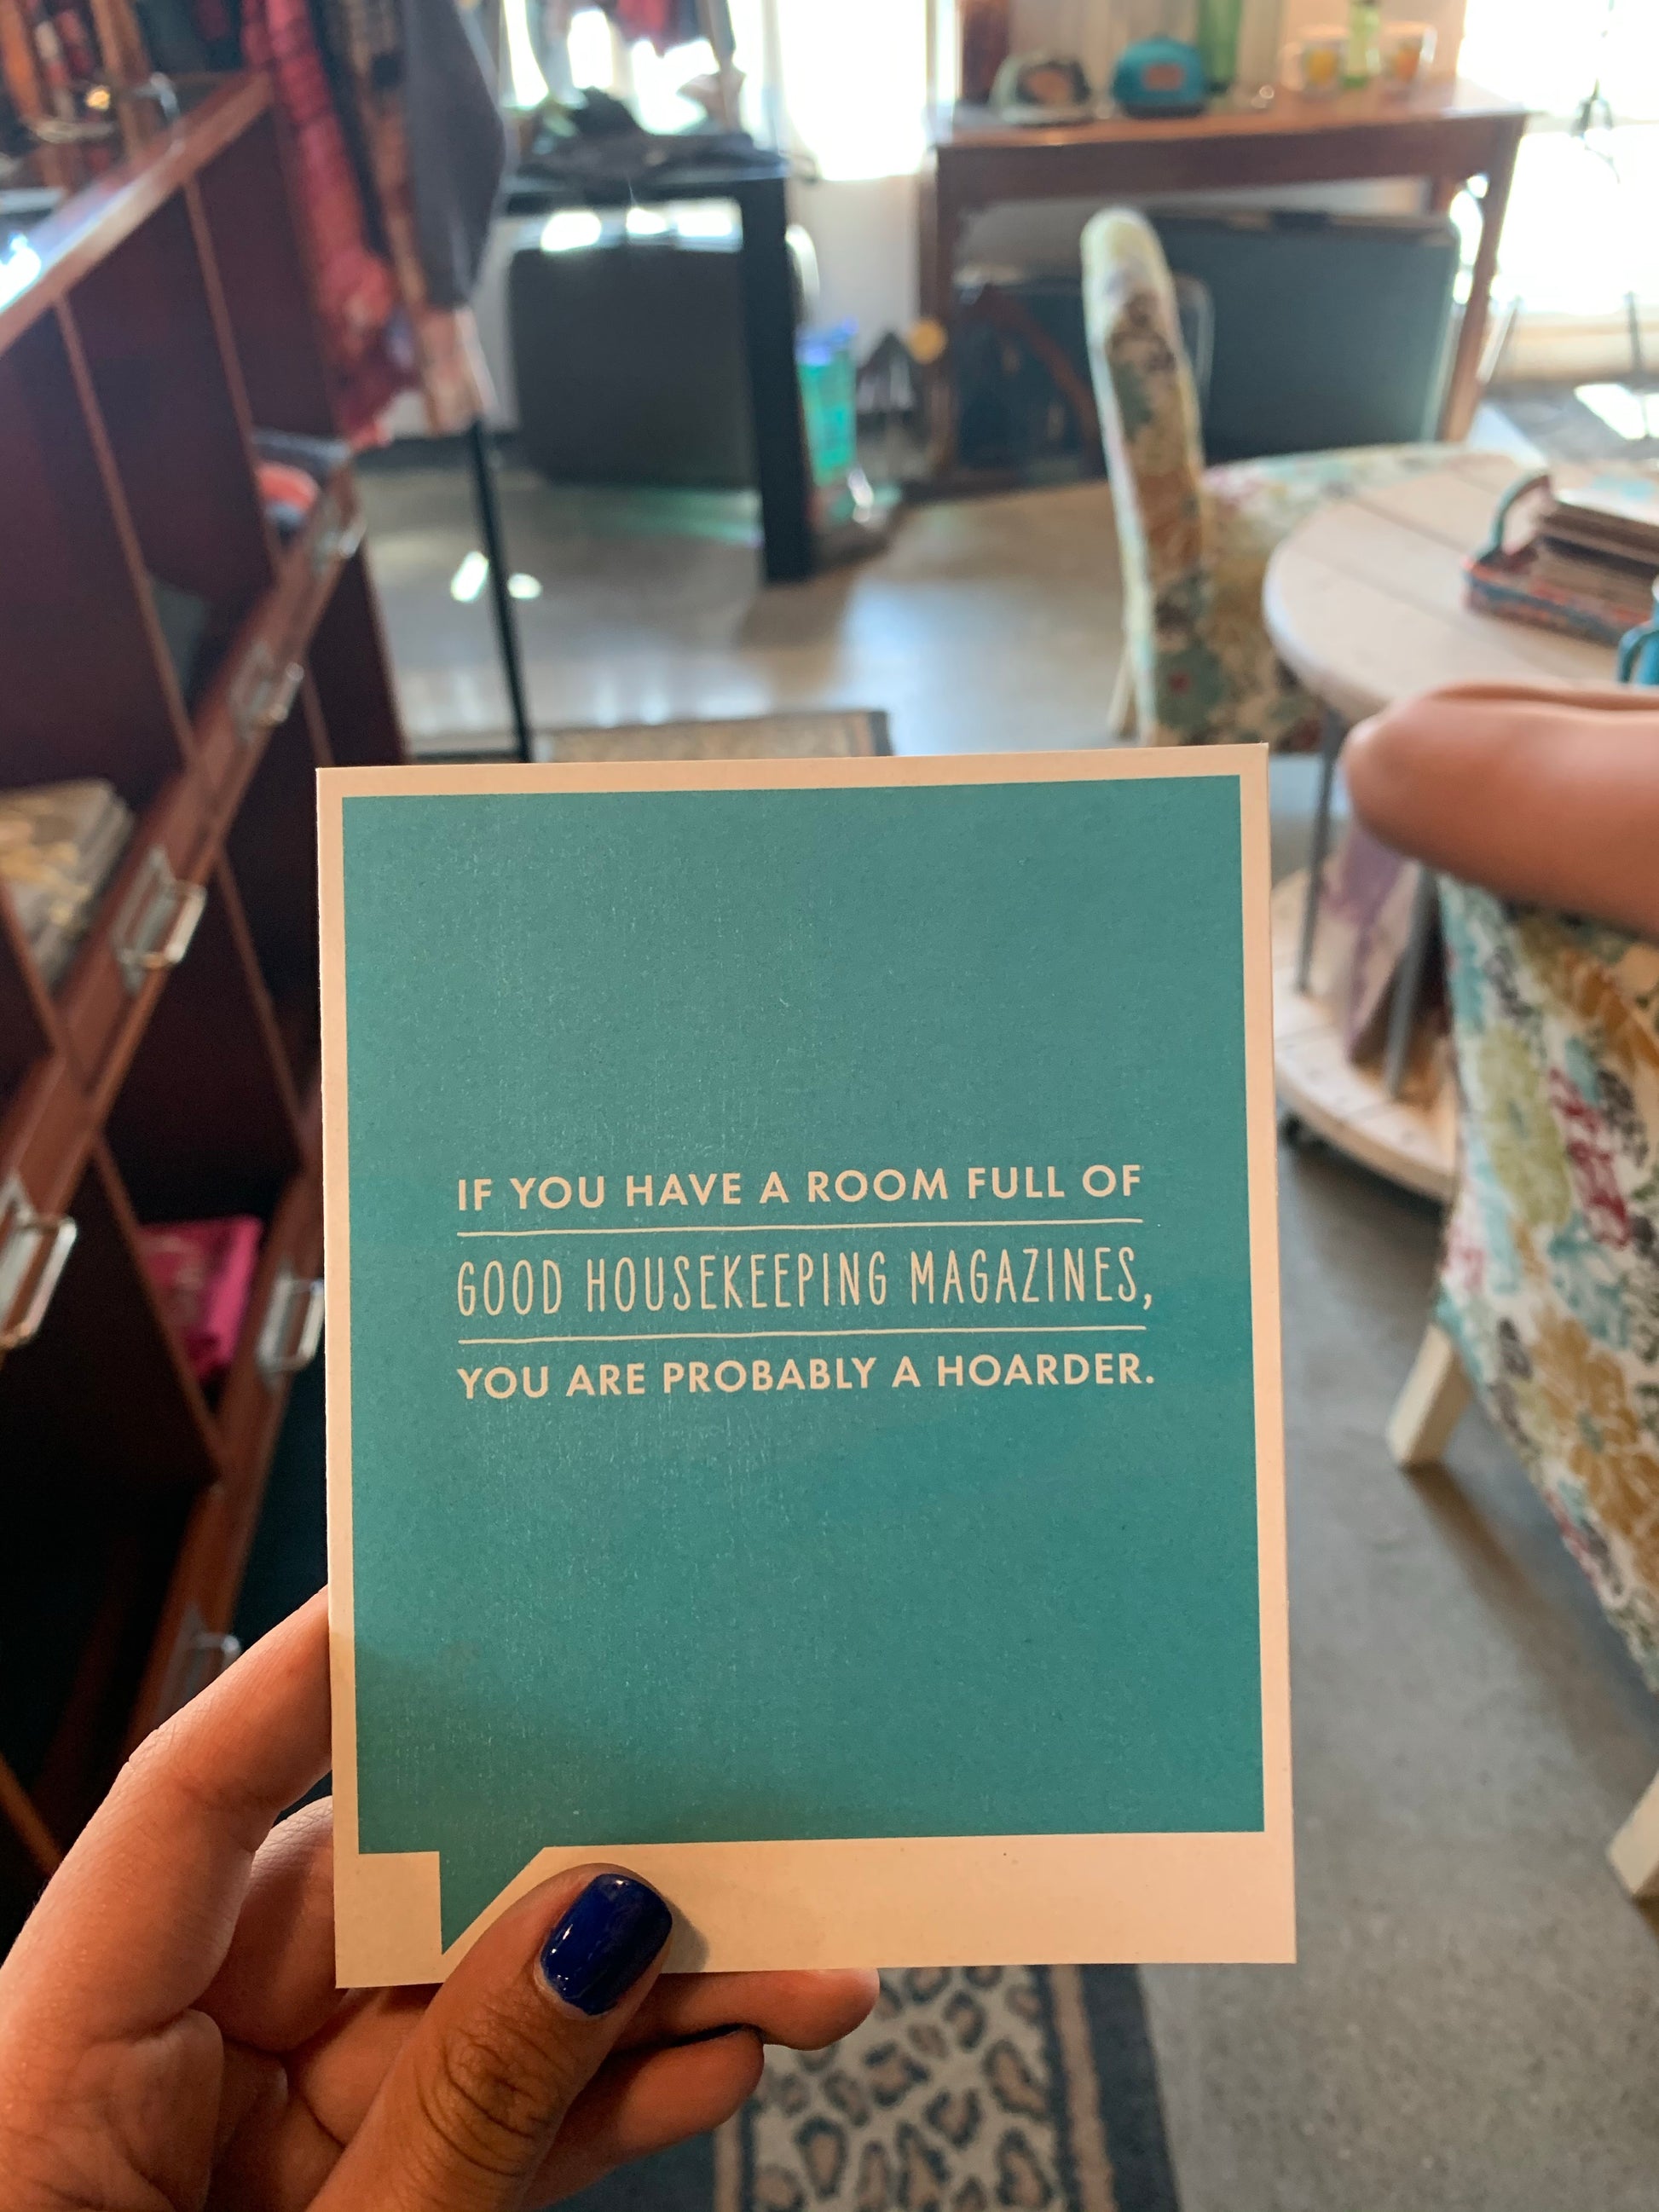 IF YOU HAVE A ROOM FULL OF
GOOD HOUSEKEEPING MAGAZINES,
YOU ARE PROBABLY A HOARDER.